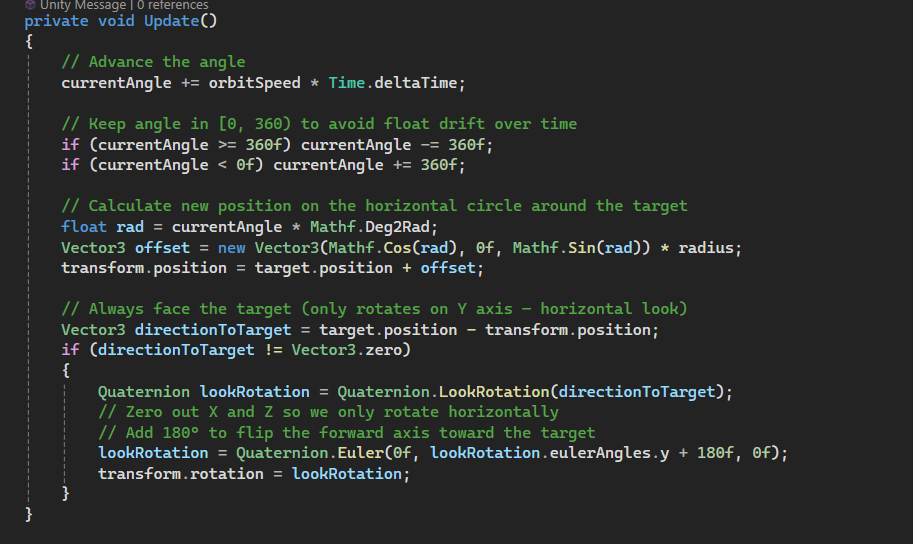 Unity Message | 0 references
private void Update()
{
// Advance the angle
currentAngle += orbitSpeed * Time.deltaTime;
// Keep angle in [0, 360) to avoid float drift over time
if (currentAngle >= 360f) currentAngle -= 360f;
if (currentAngle < 0f) currentAngle += 360f;
// Calculate new position on the horizontal circle around the target
float rad = currentAngle * Mathf.Deg2Rad;
Vector3 offset = new Vector3(Mathf.Cos(rad), 0f, Mathf.Sin(rad)) * radius;
transform.position = target.position + offset;
// Always face the target (only rotates on Y axis — horizontal look)
Vector3 directionToTarget = target.position - transform.position;
if (directionToTarget != Vector3.zero)
{
Quaternion lookRotation = Quaternion.LookRotation(directionToTarget);
// Zero out X and Z so we only rotate horizontally
// Add 180° to flip the forward axis toward the target
lookRotation = Quaternion.Euler(0f, lookRotation.eulerAngles.y + 180f, 0f);
transform.rotation = lookRotation;
}
}